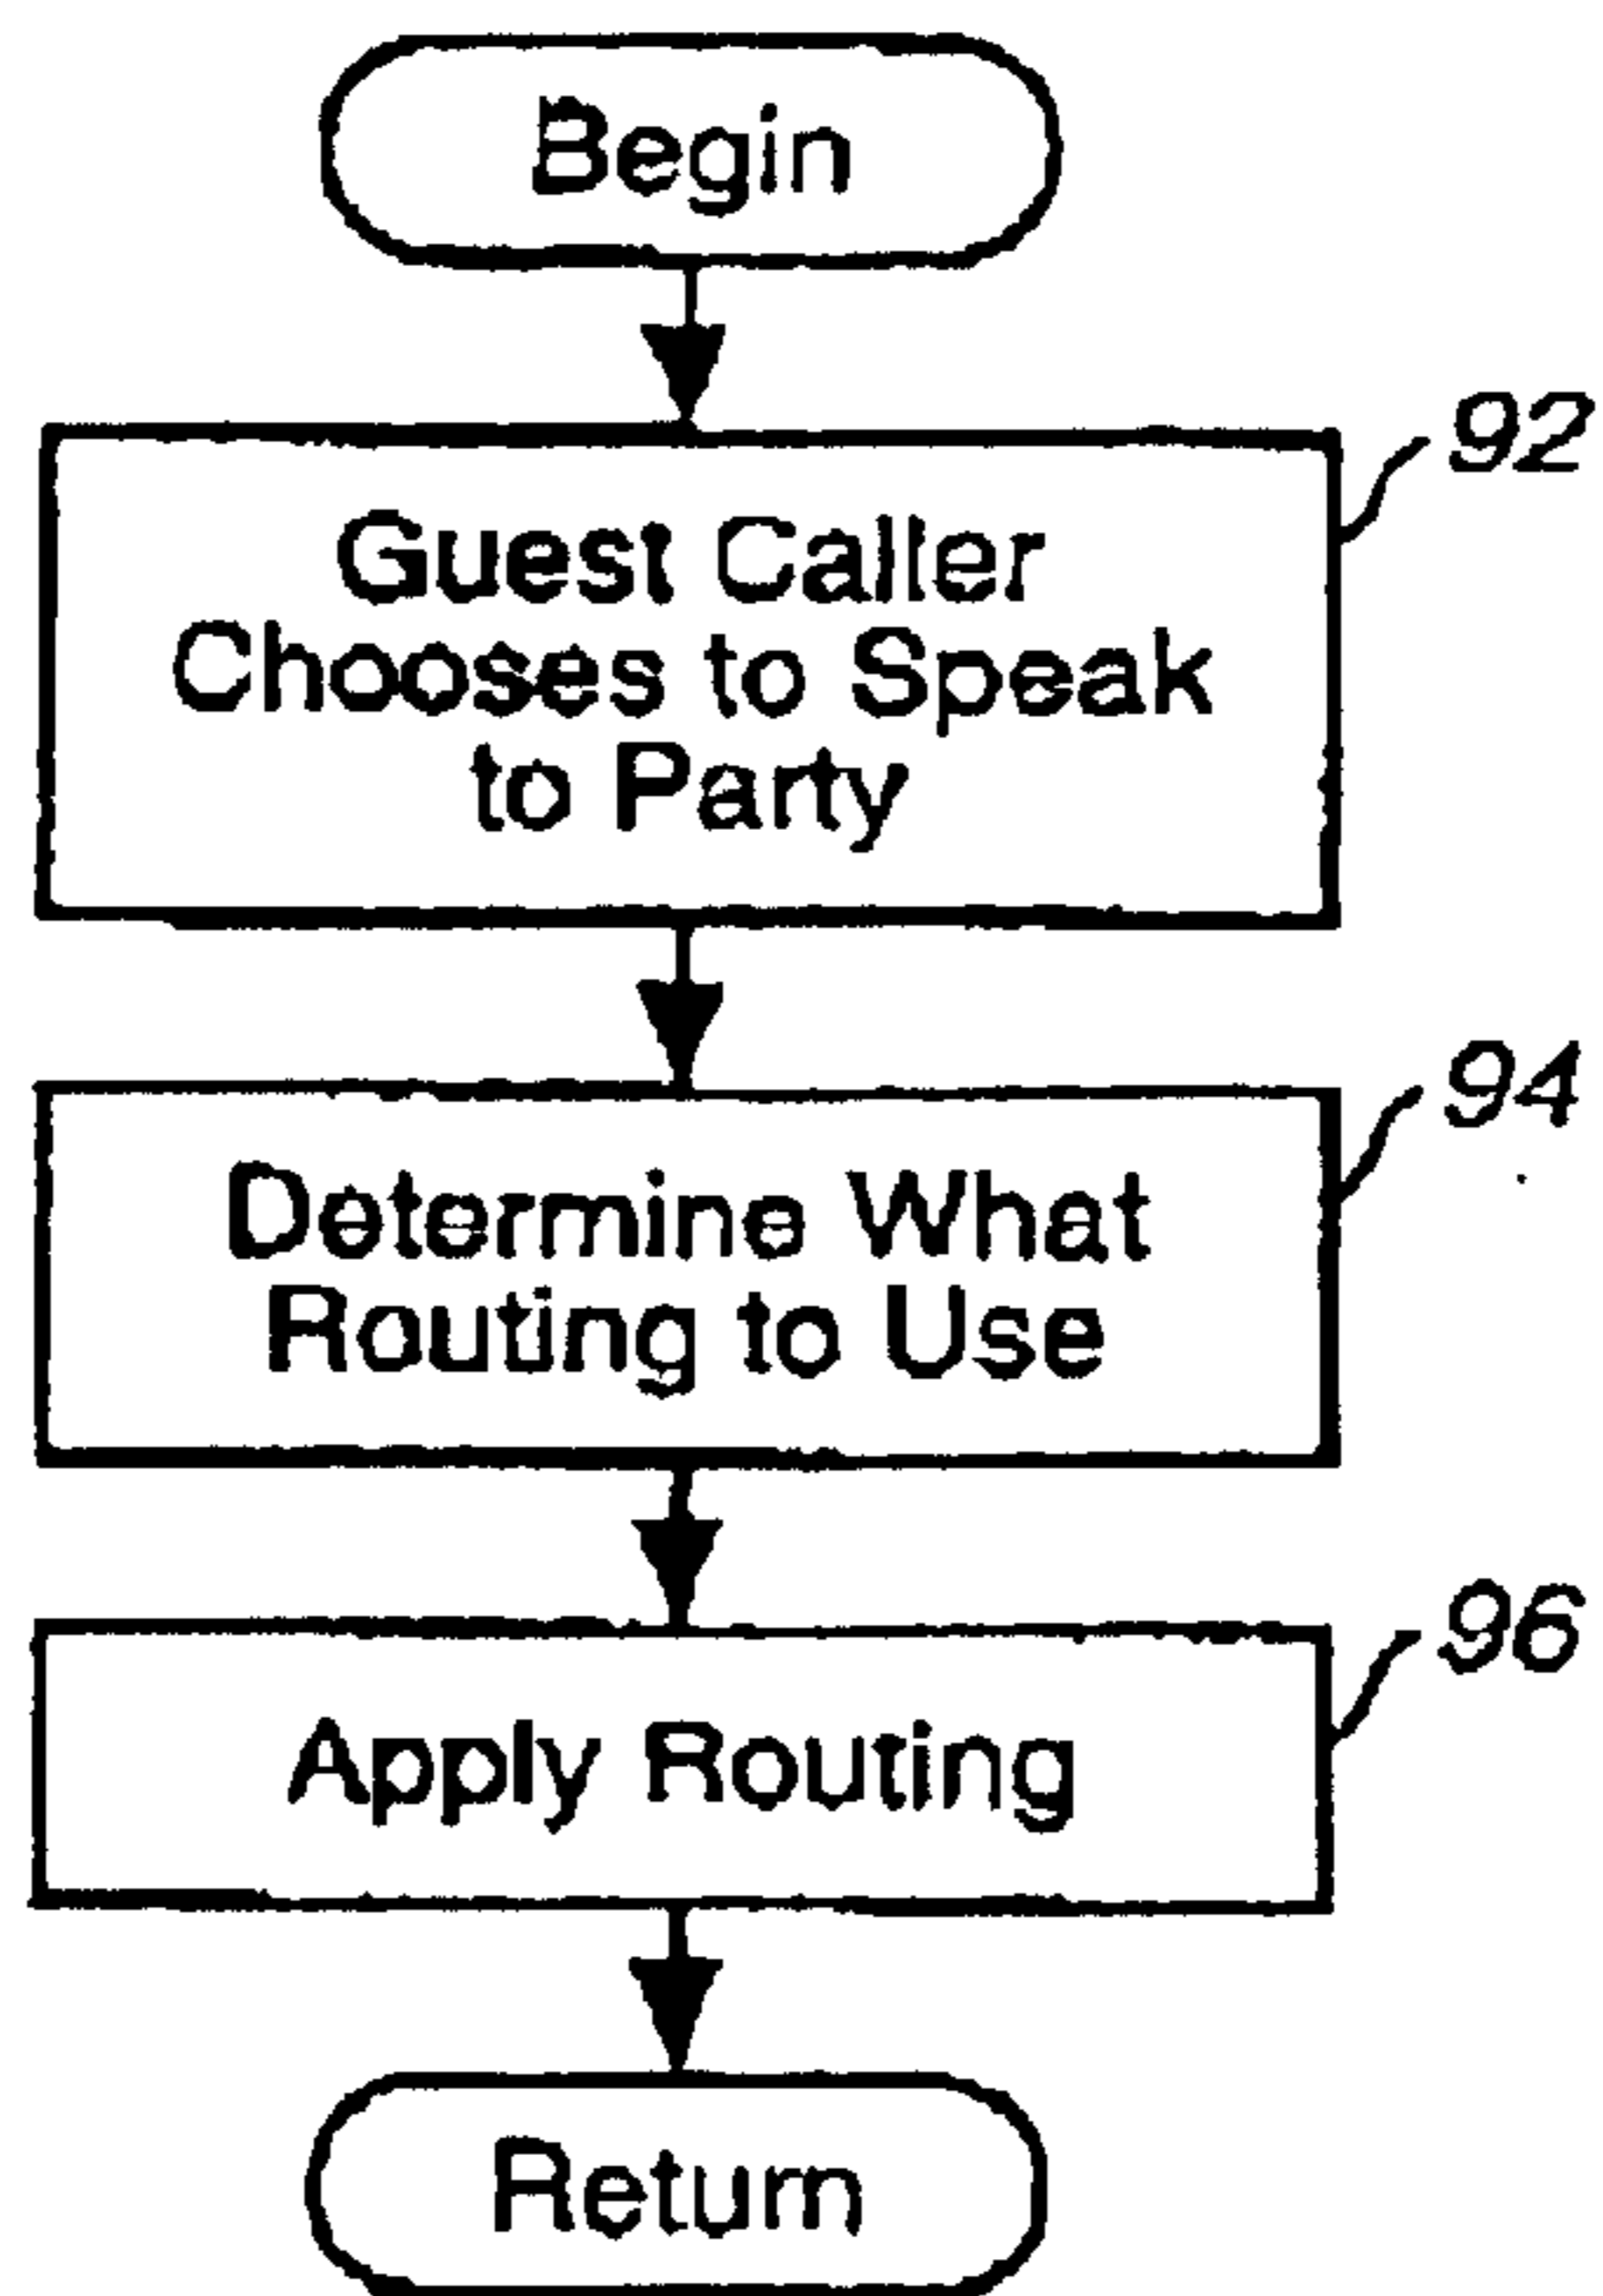 Begin
92
Guest Caller
Chooses to Speak
to Party
94
Determine What
Routing to Use
96
Apply Routing
Return